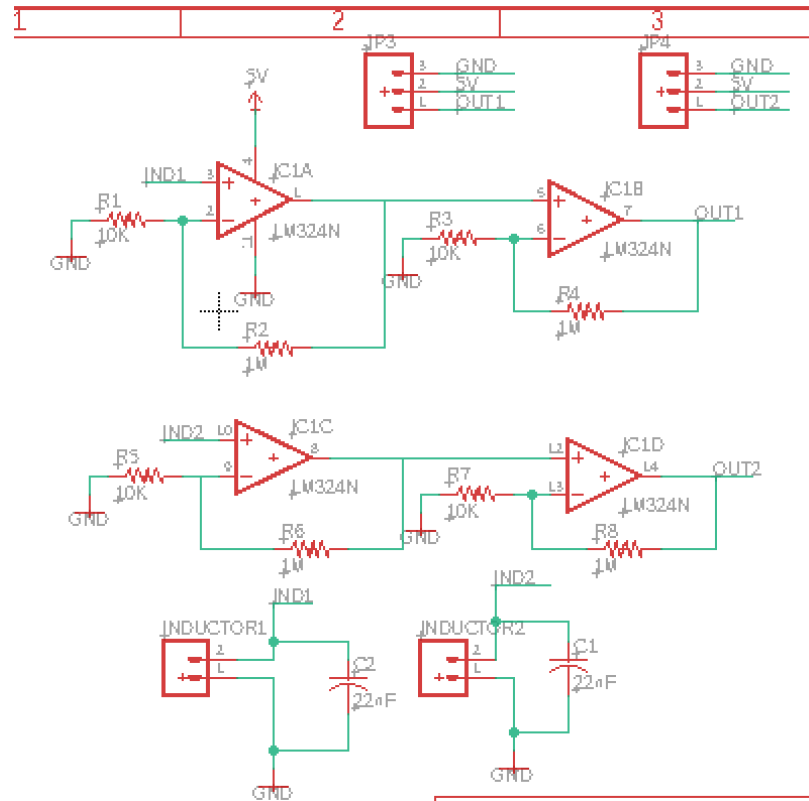 1 2 3
JP3 JP4
3 GND 3 GND
5V 2 5V 2 5V
1 OUT1 1 OUT2
4
IND1 3 IC1A 5 IC1B
R1 2 1 R3 6 7 OUT1
10K LM324N 10K LM324N
11
GND GND GND R4
R2 1M
1M
IND2 10 IC1C 12 IC1D
R5 9 8 R7 13 14 OUT2
10K LM324N 10K LM324N
GND R6 GND R8
1M 1M
IND1 IND2
INDUCTOR1 INDUCTOR2
2 C2 2 C1
1 22nF 1 22nF
GND GND